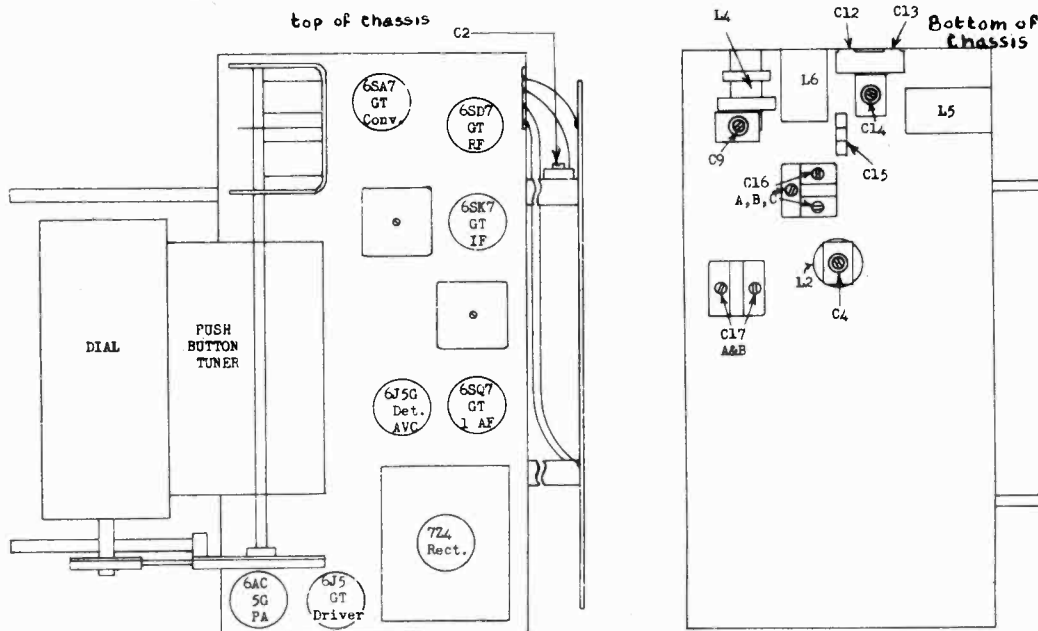 top of chassis
C2
6SA7
GT
Conv.
6SD7
GT
RF
6SK7
GT
IF
DIAL
PUSH
BUTTON
TUNER
6J5G
Det.
AVC
6SQ7
GT
1 AF
7Z4
Rect.
6AC
5G
PA
6J5
GT
Driver
Bottom of
Chassis
L4
C12
C13
L6
L5
C14
C9
C15
C16
A,B,C
L2
C4
C17
A&B